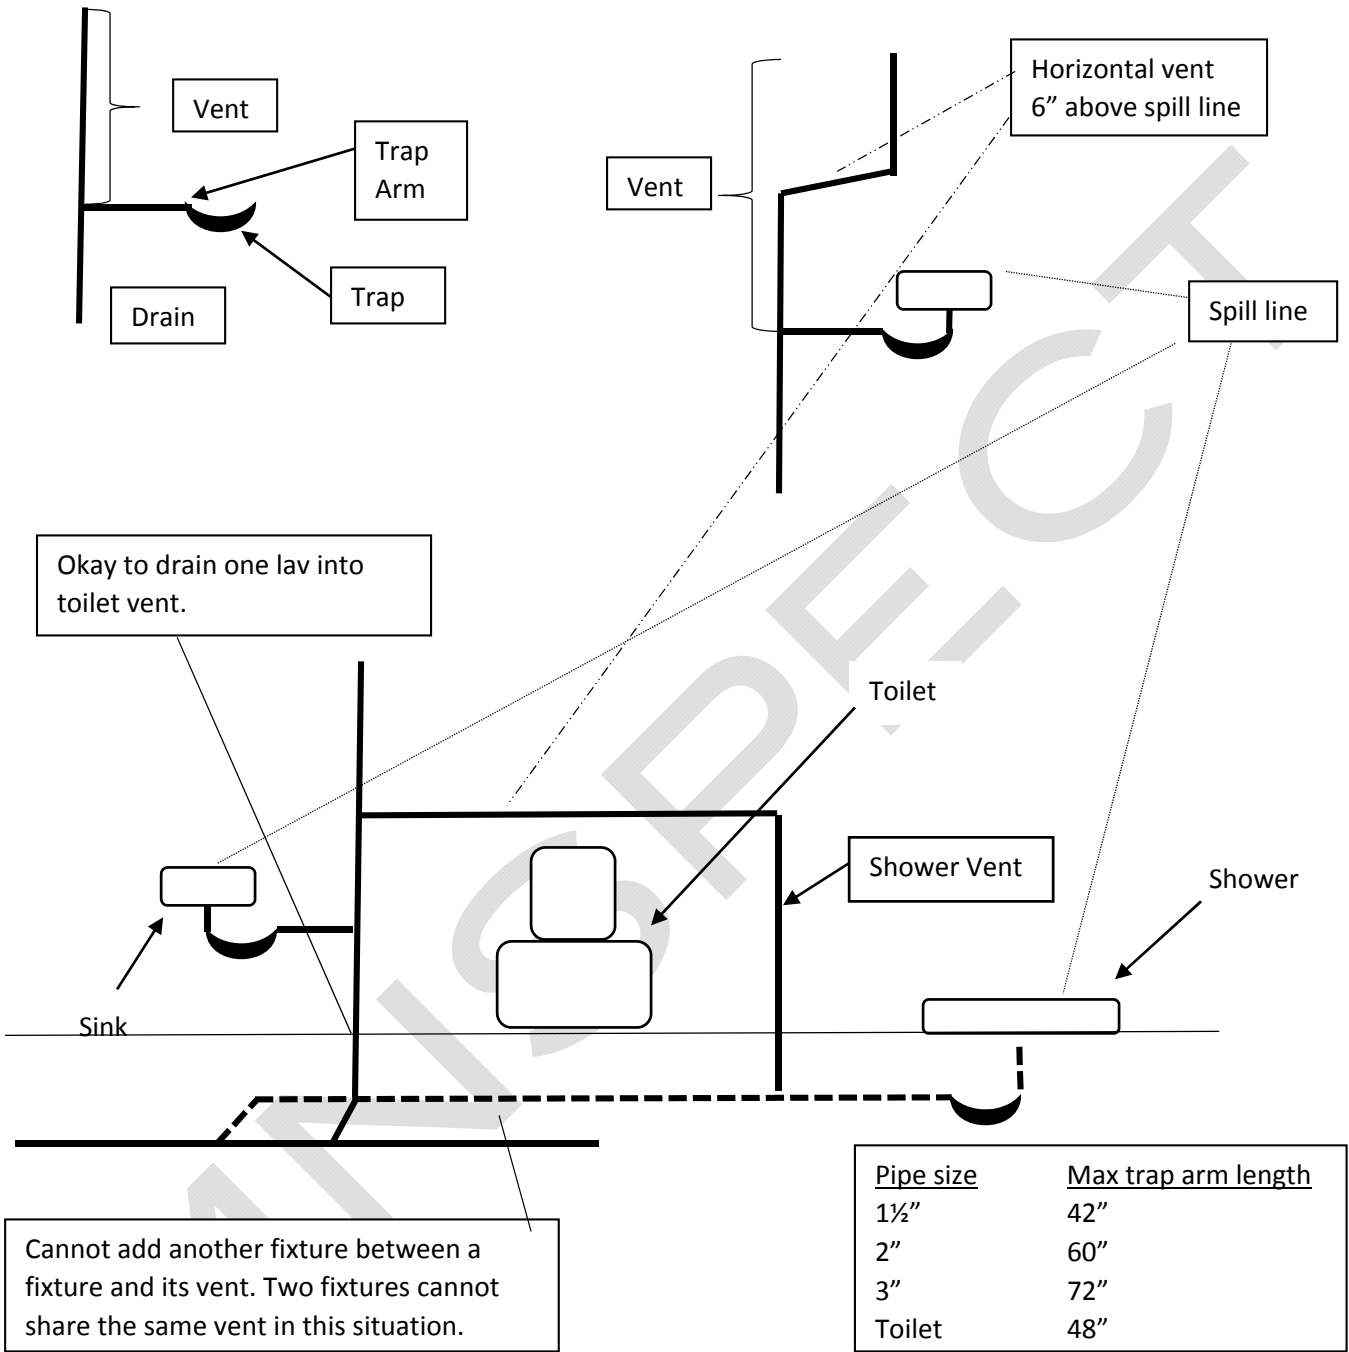 Vent
Trap
Arm
Trap
Drain
Vent
Horizontal vent
6” above spill line
Spill line
Okay to drain one lav into
toilet vent.
Toilet
Shower Vent
Shower
Sink
Cannot add another fixture between a
fixture and its vent. Two fixtures cannot
share the same vent in this situation.
Pipe size Max trap arm length
1½” 42”
2” 60”
3” 72”
Toilet 48”
MNSPECT